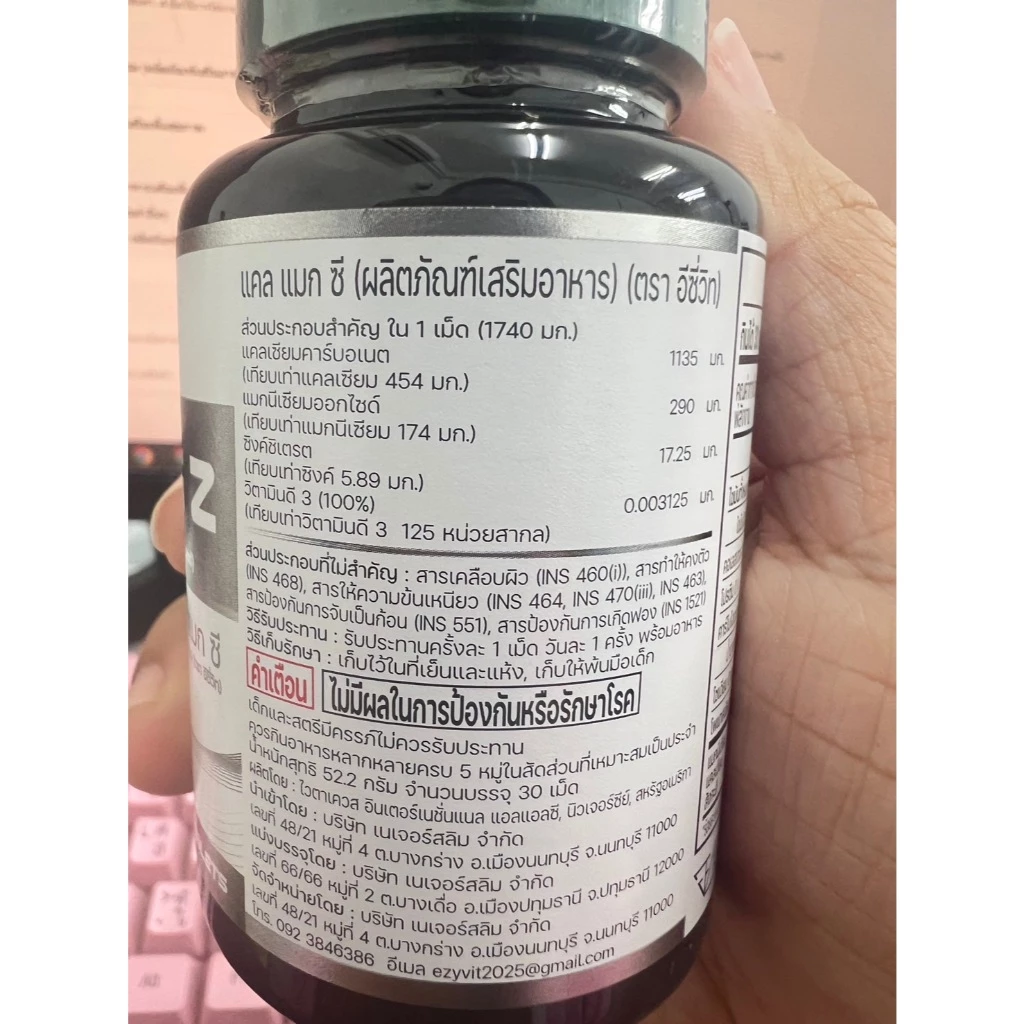 แคล แมก ซี (ผลิตภัณฑ์เสริมอาหาร) (ตรา อีซี่วิท)
ส่วนประกอบสำคัญ ใน 1 เม็ด (1740 มก.)
แคลเซียมคาร์บอเนต 1135 มก.
(เทียบเท่าแคลเซียม 454 มก.)
แมกนีเซียมออกไซด์ 290 มก.
(เทียบเท่าแมกนีเซียม 174 มก.)
ซิงค์ซิเตรต 17.25 มก.
(เทียบเท่าซิงค์ 5.89 มก.)
วิตามินดี 3 (100%) 0.003125 มก.
(เทียบเท่าวิตามินดี 3 125 หน่วยสากล)
ส่วนประกอบที่ไม่สำคัญ : สารเคลือบผิว (INS 460(i)), สารทำให้คงตัว
(INS 468), สารให้ความข้นเหนียว (INS 464, INS 470(iii), INS 463),
สารป้องกันการจับเป็นก้อน (INS 551), สารป้องกันการเกิดฟอง (INS 1521)
วิธีรับประทาน : รับประทานครั้งละ 1 เม็ด วันละ 1 ครั้ง พร้อมอาหาร
วิธีเก็บรักษา : เก็บไว้ในที่เย็นและแห้ง, เก็บให้พ้นมือเด็ก
คำเตือน ไม่มีผลในการป้องกันหรือรักษาโรค
เด็กและสตรีมีครรภ์ไม่ควรรับประทาน
ควรกินอาหารหลากหลายครบ 5 หมู่ในสัดส่วนที่เหมาะสมเป็นประจำ
น้ำหนักสุทธิ 52.2 กรัม จำนวนบรรจุ 30 เม็ด
ผลิตโดย : ไวตาเควส อินเตอร์เนชั่นแนล แอลแอลซี, นิวเจอร์ซีย์, สหรัฐอเมริกา
นำเข้าโดย : บริษัท เนเจอร์สลิม จำกัด
เลขที่ 48/21 หมู่ที่ 4 ต.บางกร่าง อ.เมืองนนทบุรี จ.นนทบุรี 11000
แบ่งบรรจุโดย : บริษัท เนเจอร์สลิม จำกัด
เลขที่ 66/66 หมู่ที่ 2 ต.บางเดื่อ อ.เมืองปทุมธานี จ.ปทุมธานี 12000
จัดจำหน่ายโดย : บริษัท เนเจอร์สลิม จำกัด
เลขที่ 48/21 หมู่ที่ 4 ต.บางกร่าง อ.เมืองนนทบุรี จ.นนทบุรี 11000
โทร. 092 3846386 อีเมล ezyvit2025@gmail.com
Z
ซี